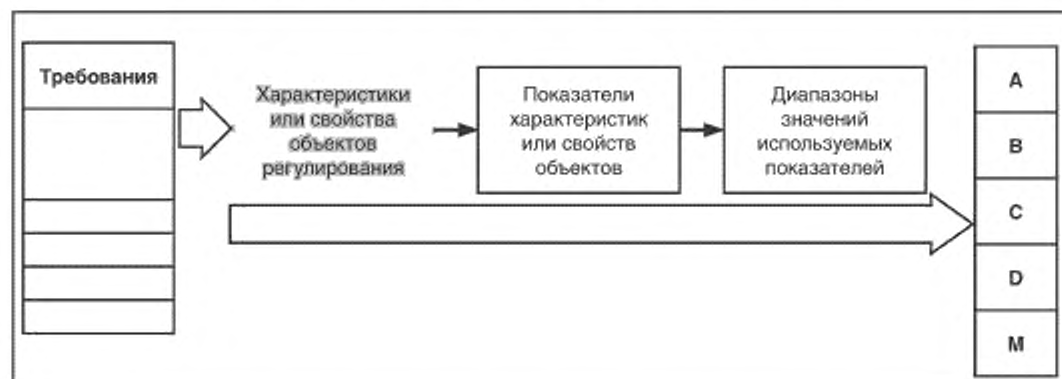 Требования
Характеристики
или свойства
объектов
регулирования
Показатели
характеристик
или свойств
объектов
Диапазоны
значений
используемых
показателей
A
B
C
D
M